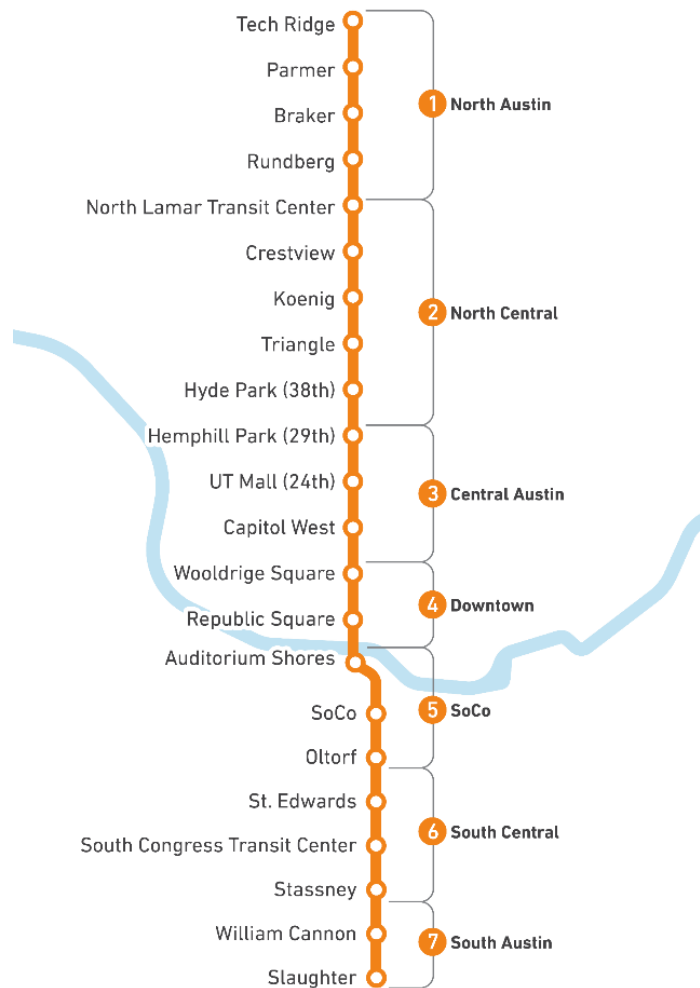 Tech Ridge
Parmer
Braker
Rundberg
1 North Austin
North Lamar Transit Center
Crestview
Koenig
Triangle
Hyde Park (38th)
2 North Central
Hemphill Park (29th)
UT Mall (24th)
Capitol West
3 Central Austin
Wooldrige Square
Republic Square
4 Downtown
Auditorium Shores
SoCo
Oltorf
5 SoCo
St. Edwards
South Congress Transit Center
Stassney
6 South Central
William Cannon
Slaughter
7 South Austin